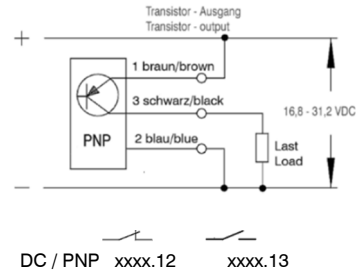 Transistor - Ausgang
Transistor - output
+
1 braun/brown
3 schwarz/black
16,8 - 31,2 VDC
PNP
2 blau/blue
Last
Load
–
DC / PNP xxxx.12 xxxx.13